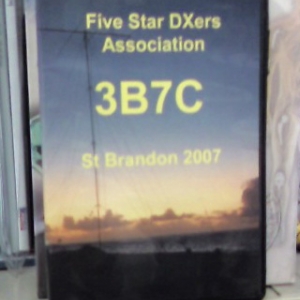 Five Star DXers
Association
3B7C
St Brandon 2007